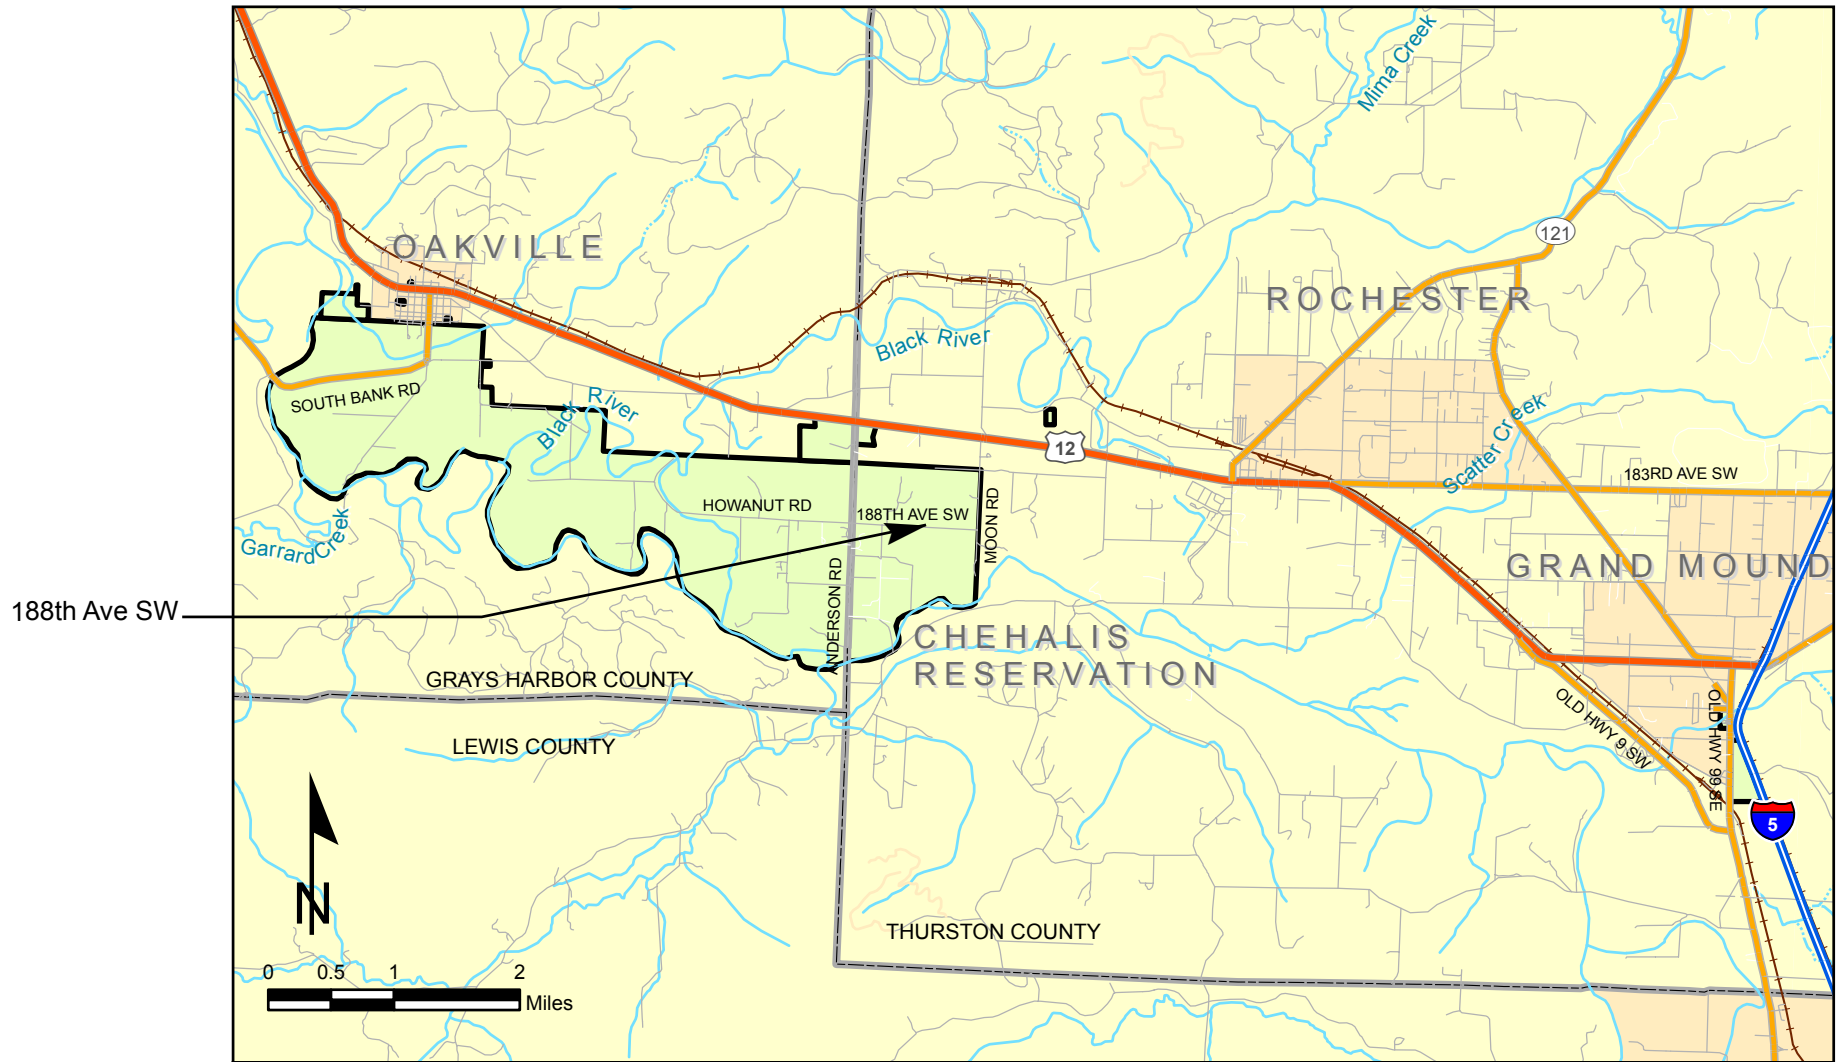 Mima Creek
121
OAKVILLE
ROCHESTER
Black River
SOUTH BANK RD
Black River
12
Scatter Creek
183RD AVE SW
HOWANUT RD
188TH AVE SW
MOON RD
Garrard Creek
ANDERSON RD
GRAND MOUND
188th Ave SW
CHEHALIS
RESERVATION
GRAYS HARBOR COUNTY
LEWIS COUNTY
OLD HWY 9 SW
OLD HWY 99 SE
5
N
THURSTON COUNTY
0 0.5 1 2
Miles